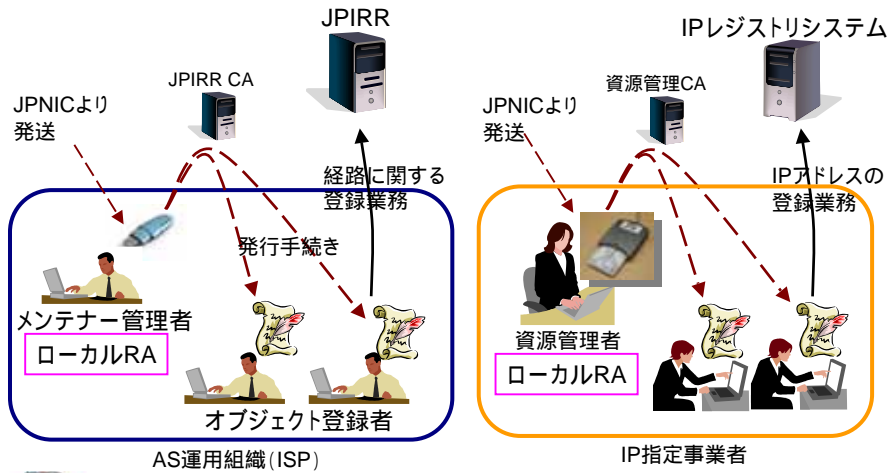 JPIRR
JPIRR CA
JPNICより
発送
経路に関する
登録業務
発行手続き
メンテナー管理者
ローカルRA
オブジェクト登録者
AS運用組織(ISP)
IPレジストリシステム
資源管理CA
JPNICより
発送
IPアドレスの
登録業務
資源管理者
ローカルRA
IP指定事業者